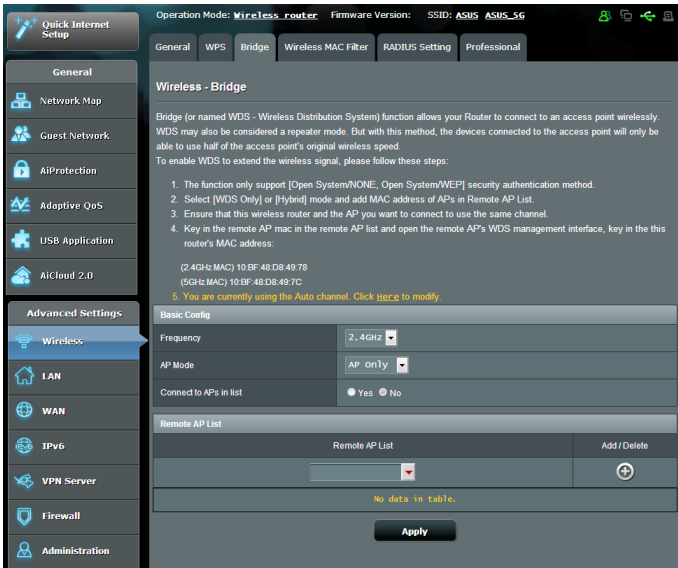 Quick Internet
Setup
Operation Mode: Wireless router Firmware Version: SSID: ASUS ASUS_5G
General WPS Bridge Wireless MAC Filter RADIUS Setting Professional
General
Network Map
Guest Network
AiProtection
Adaptive QoS
USB Application
AiCloud 2.0
Advanced Settings
Wireless
LAN
WAN
IPv6
VPN Server
Firewall
Administration
Wireless - Bridge
Bridge (or named WDS - Wireless Distribution System) function allows your Router to connect to an access point wirelessly.
WDS may also be considered a repeater mode. But with this method, the devices connected to the access point will only be
able to use half of the access point's original wireless speed.
To enable WDS to extend the wireless signal, please follow these steps:
1. The function only support [Open System/NONE, Open System/WEP] security authentication method.
2. Select [WDS Only] or [Hybrid] mode and add MAC address of APs in Remote AP List.
3. Ensure that this wireless router and the AP you want to connect to use the same channel.
4. Key in the remote AP mac in the remote AP list and open the remote AP's WDS management interface, key in the this
router's MAC address:
(2.4GHz MAC) 10:BF:48:D8:49:78
(5GHz MAC) 10:BF:48:D8:49:7C
5. You are currently using the Auto channel. Click Here to modify.
Basic Config
Frequency 2.4GHz
AP Mode AP Only
Connect to APs in list Yes No
Remote AP List
Remote AP List Add / Delete
No data in table.
Apply